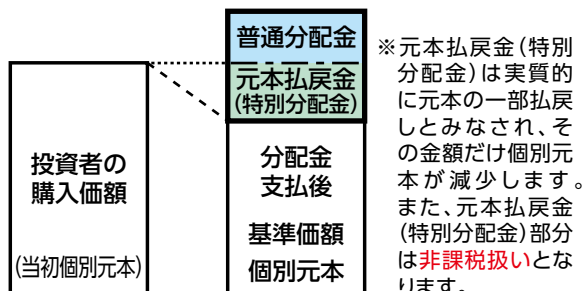 普通分配金
元本払戻金
(特別分配金)
投資者の
購入価額
(当初個別元本)
分配金
支払後
基準価額
個別元本
※元本払戻金(特別
分配金)は実質的
に元本の一部払戻
しとみなされ、そ
の金額だけ個別元
本が減少します。
また、元本払戻金
(特別分配金)部分
は非課税扱いとな
ります。